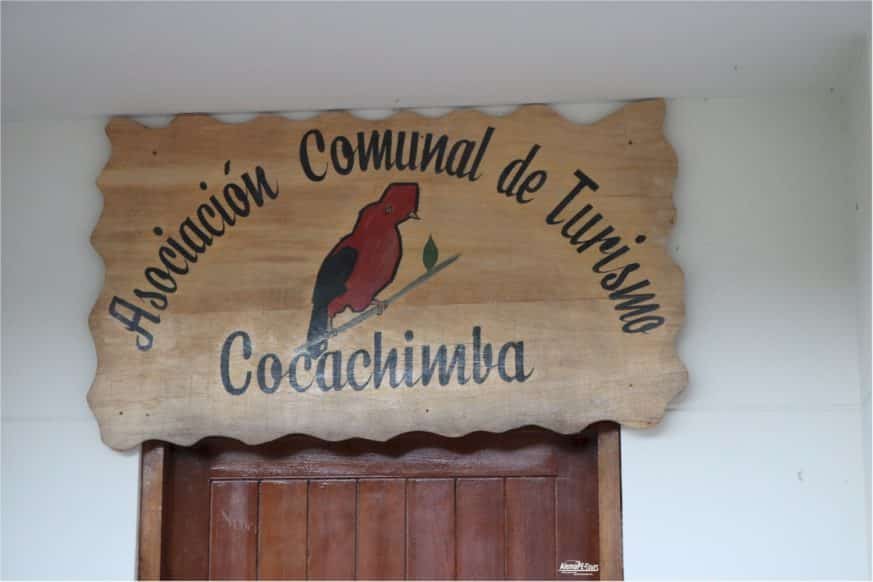 Asociación Comunal de Turismo
Cocachimba